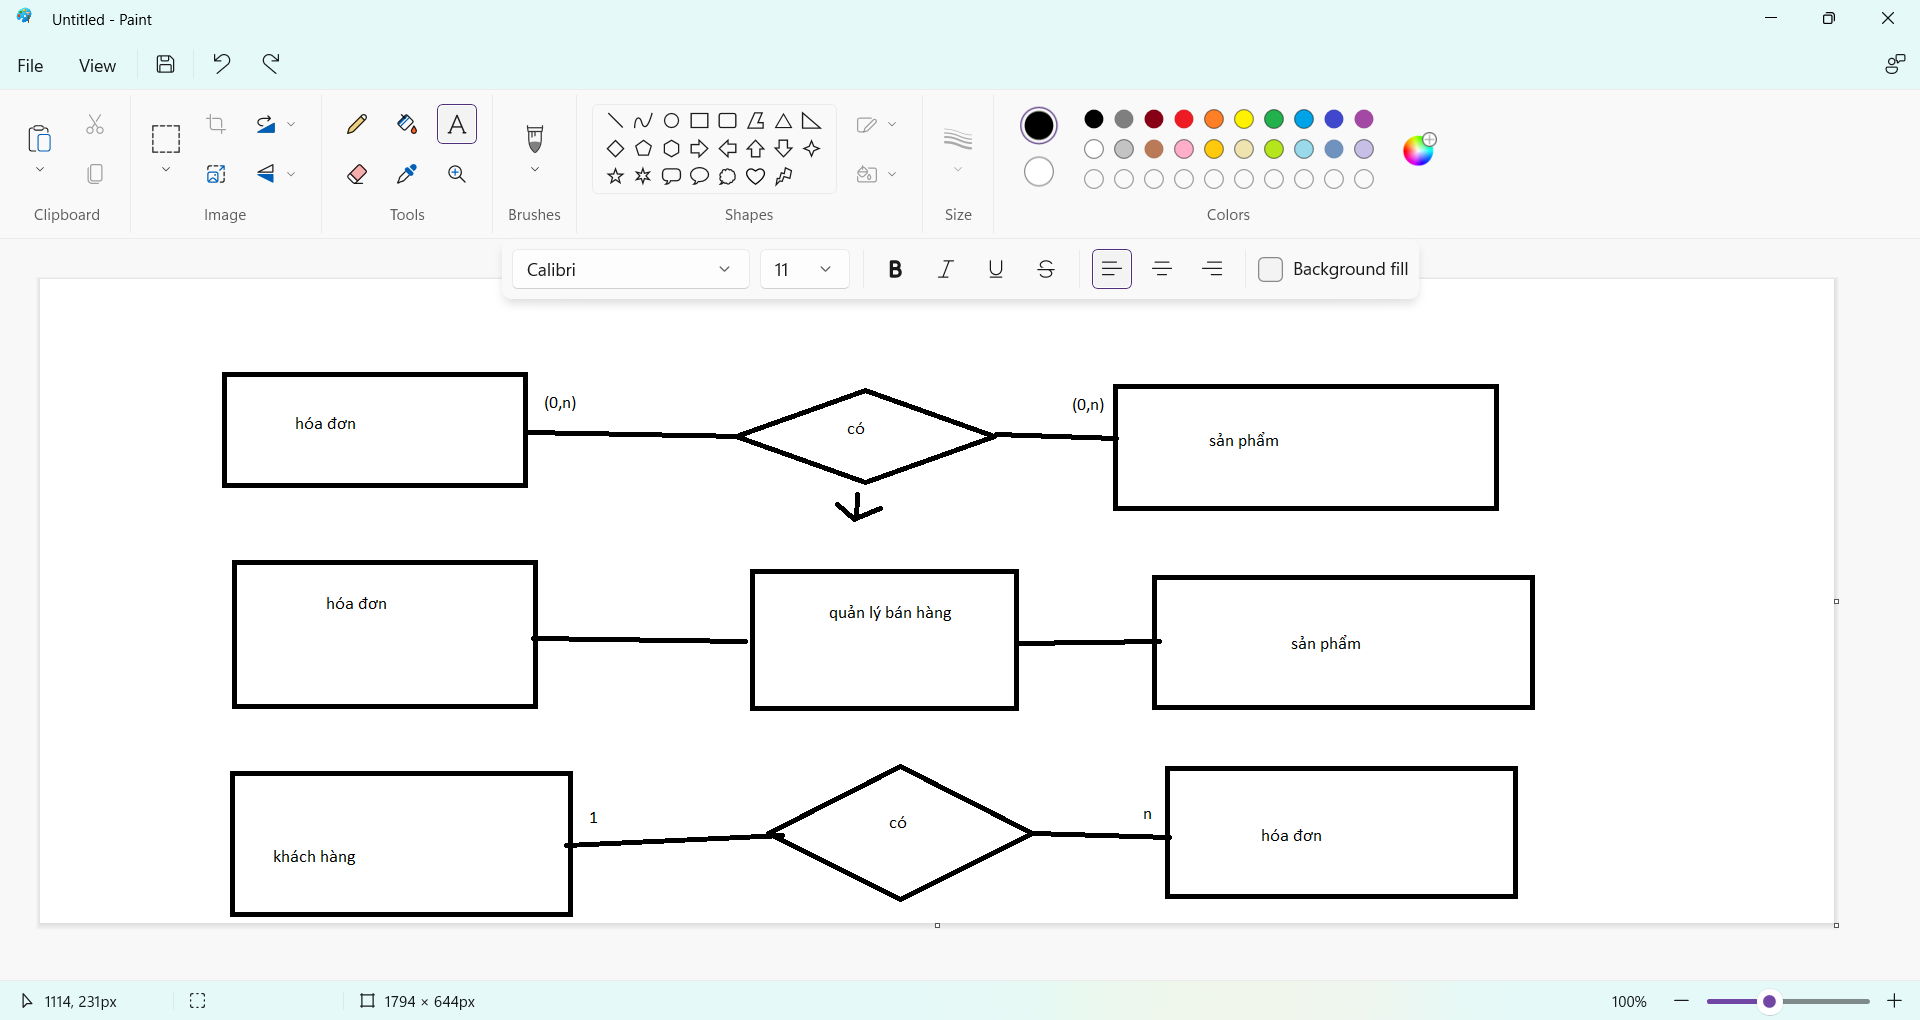 Untitled - Paint
File View
Clipboard Image Tools Brushes Shapes Size Colors
Calibri 11 B I U S Background fill
hóa đơn (0,n) có (0,n) sản phẩm
hóa đơn quản lý bán hàng sản phẩm
khách hàng 1 có n hóa đơn
1114, 231px 1794 × 644px 100%